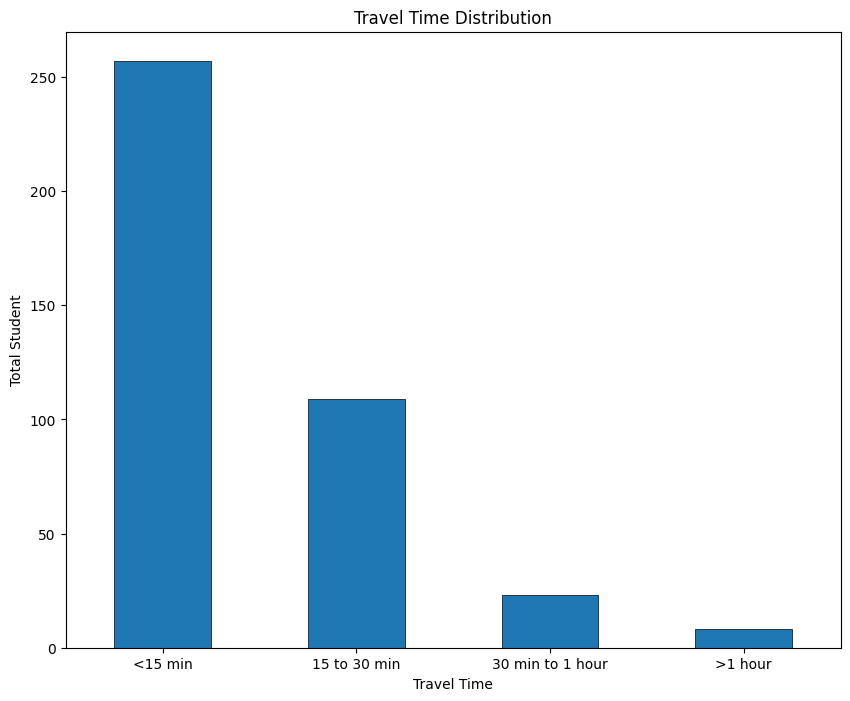 Travel Time Distribution
250
200
150
100
50
0
Total Student
<15 min
15 to 30 min
30 min to 1 hour
>1 hour
Travel Time